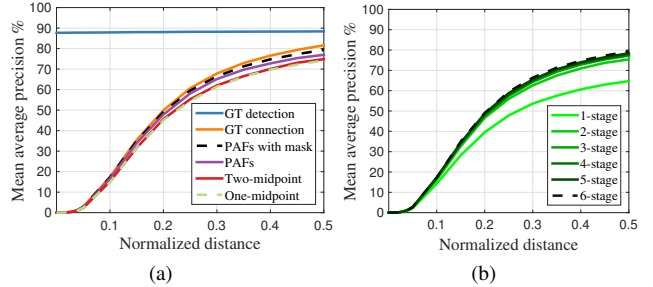 Mean average precision %
100
90
80
70
60
50
40
30
20
10
0
0.1
0.2
0.3
0.4
0.5
Normalized distance
GT detection
GT connection
PAFs with mask
PAFs
Two-midpoint
One-midpoint
(a)
Mean average precision %
100
90
80
70
60
50
40
30
20
10
0
0
0.1
0.2
0.3
0.4
0.5
Normalized distance
1-stage
2-stage
3-stage
4-stage
5-stage
6-stage
(b)